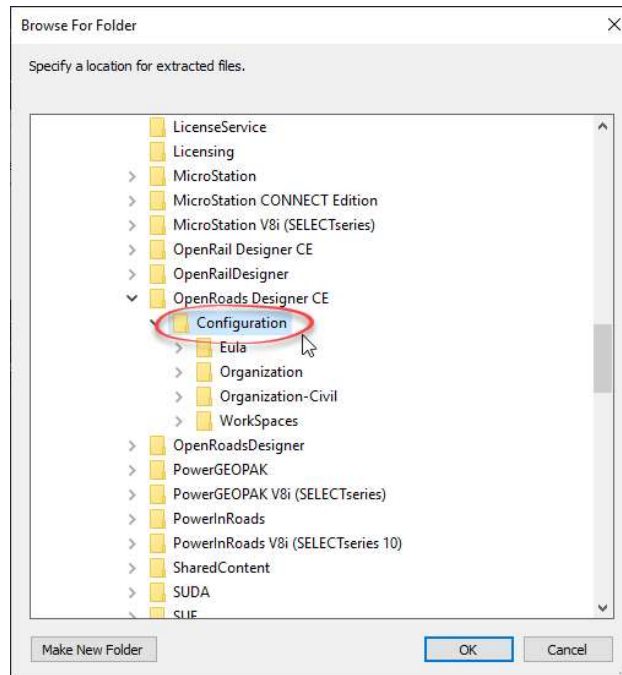 Browse For Folder
Specify a location for extracted files.
LicenseService
Licensing
MicroStation
MicroStation CONNECT Edition
MicroStation V8i (SELECTseries)
OpenRail Designer CE
OpenRailDesigner
OpenRoads Designer CE
Configuration
Eula
Organization
Organization-Civil
WorkSpaces
OpenRoadsDesigner
PowerGEOPAK
PowerGEOPAK V8i (SELECTseries)
PowerInRoads
PowerInRoads V8i (SELECTseries 10)
SharedContent
SUDA
Make New Folder OK Cancel